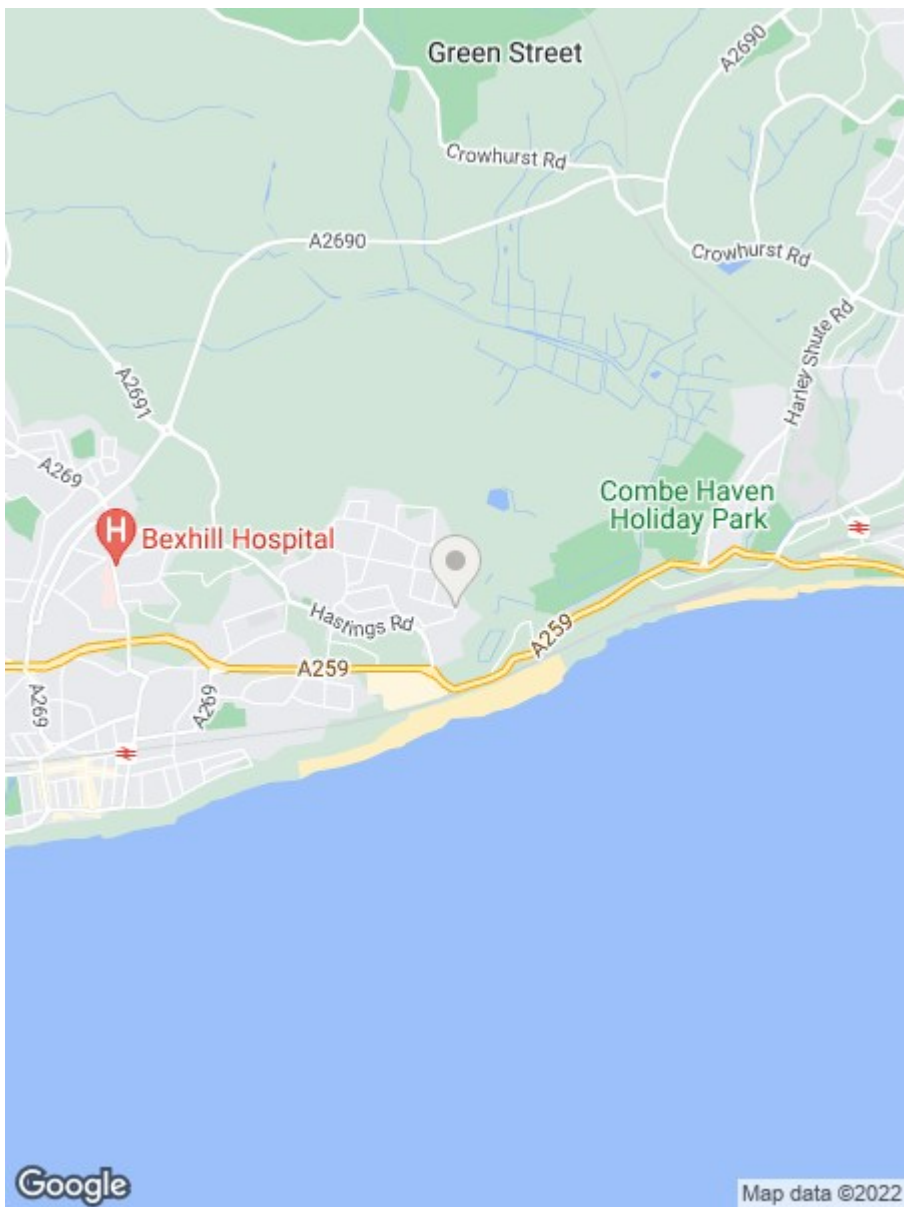 Green Street
A2690
Crowhurst Rd
A2690
Crowhurst Rd
Harley Shute Rd
A2691
A269
H
Bexhill Hospital
Combe Haven
Holiday Park
Hastings Rd
A259
A259
A269
A269
Google
Map data ©2022